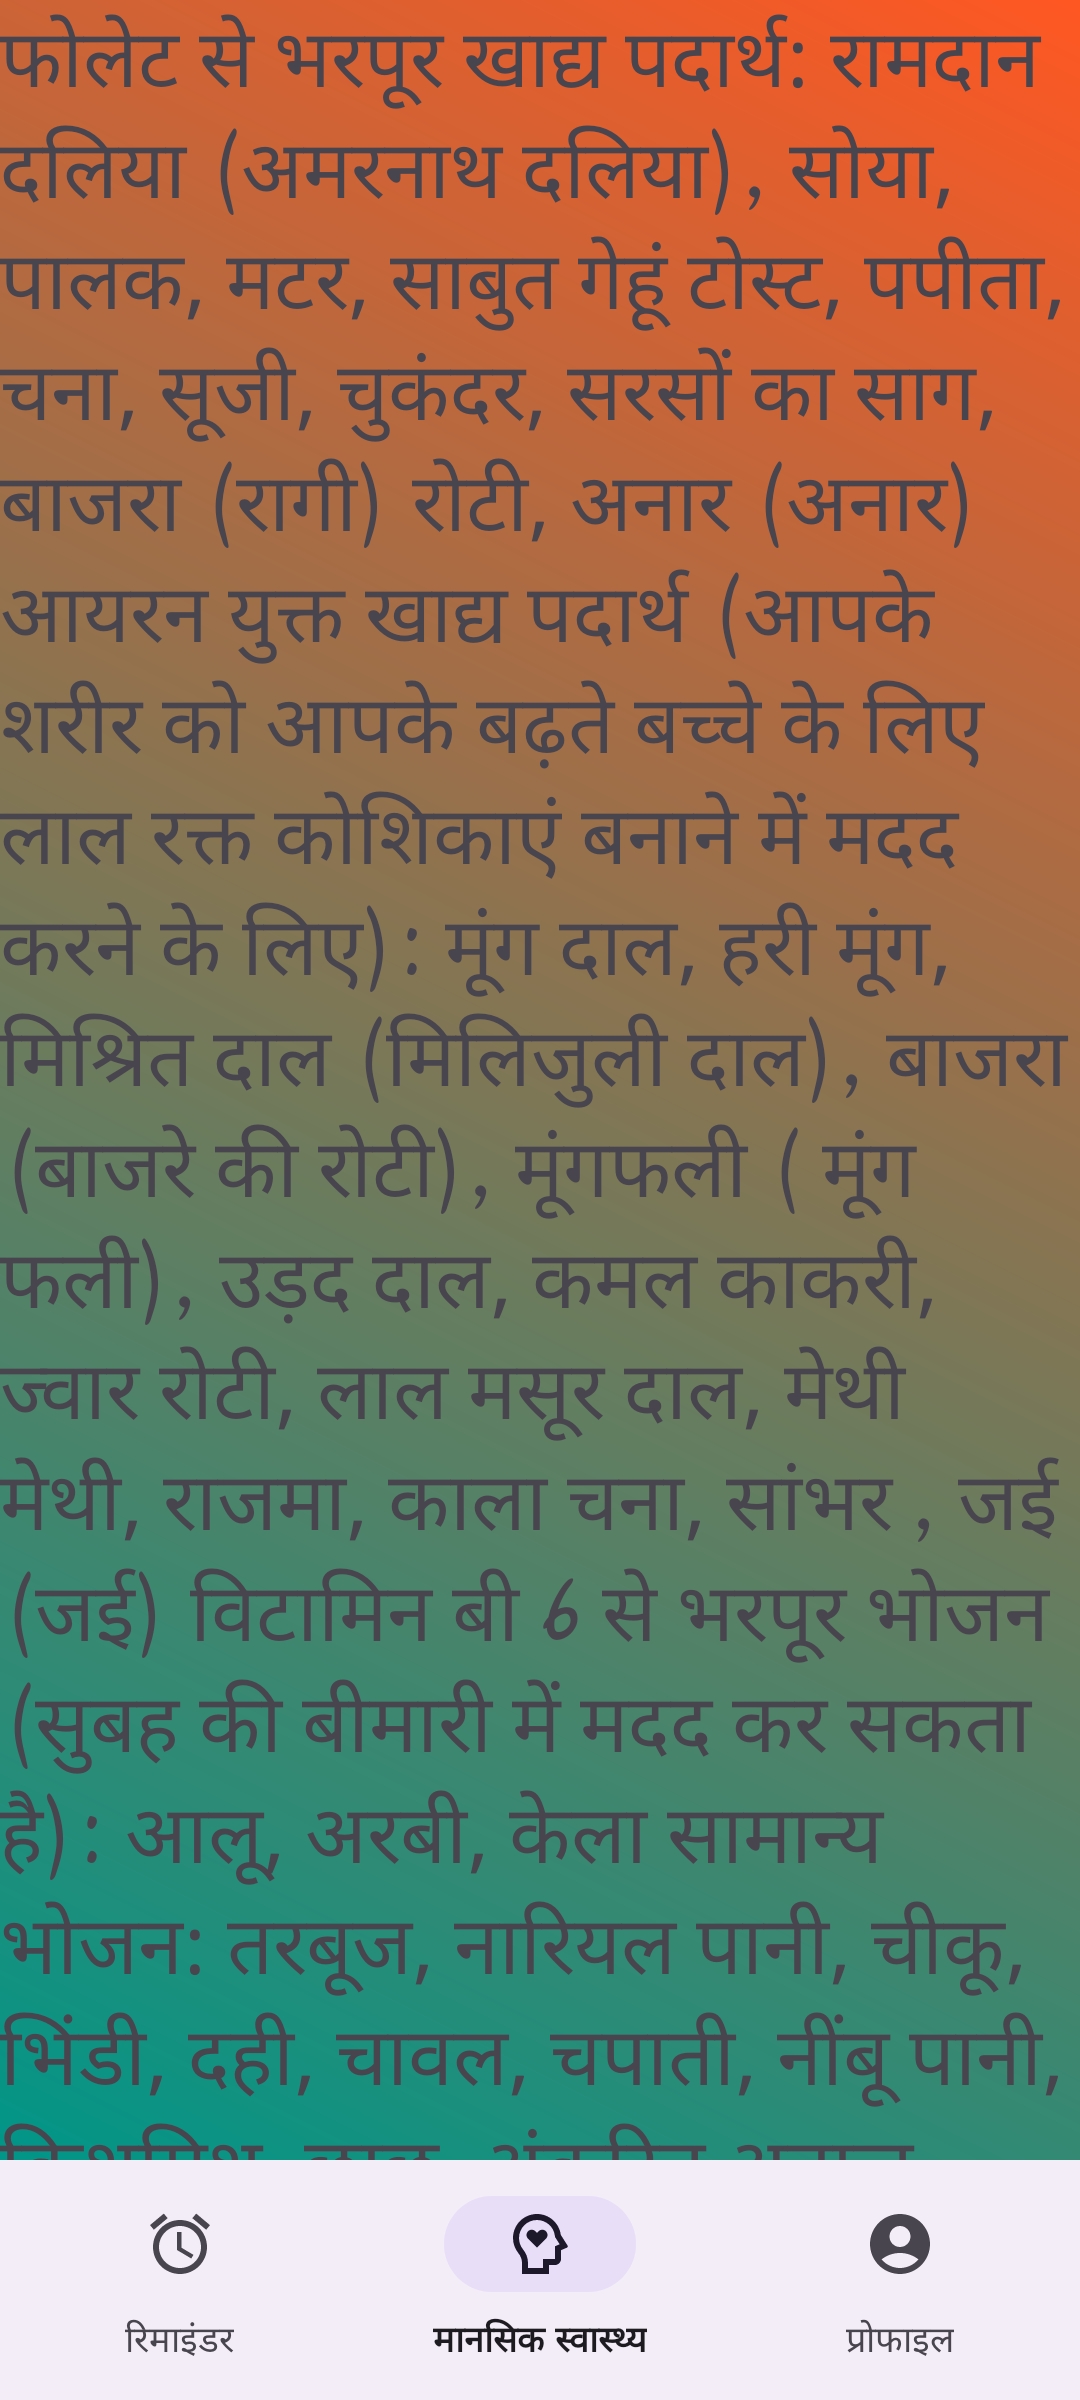 फोलेट से भरपूर खाद्य पदार्थ: रामदान
दलिया (अमरनाथ दलिया), सोया,
पालक, मटर, साबुत गेहूं टोस्ट, पपीता,
चना, सूजी, चुकंदर, सरसों का साग,
बाजरा (रागी) रोटी, अनार (अनार)
आयरन युक्त खाद्य पदार्थ (आपके
शरीर को आपके बढ़ते बच्चे के लिए
लाल रक्त कोशिकाएं बनाने में मदद
करने के लिए): मूंग दाल, हरी मूंग,
मिश्रित दाल (मिलिजुली दाल), बाजरा
(बाजरे की रोटी), मूंगफली ( मूंग
फली), उड़द दाल, कमल काकरी,
ज्वार रोटी, लाल मसूर दाल, मेथी
मेथी, राजमा, काला चना, सांभर , जई
(जई) विटामिन बी 6 से भरपूर भोजन
(सुबह की बीमारी में मदद कर सकता
है): आलू, अरबी, केला सामान्य
भोजन: तरबूज, नारियल पानी, चीकू,
भिंडी, दही, चावल, चपाती, नींबू पानी,
रिमाइंडर
मानसिक स्वास्थ्य
प्रोफाइल